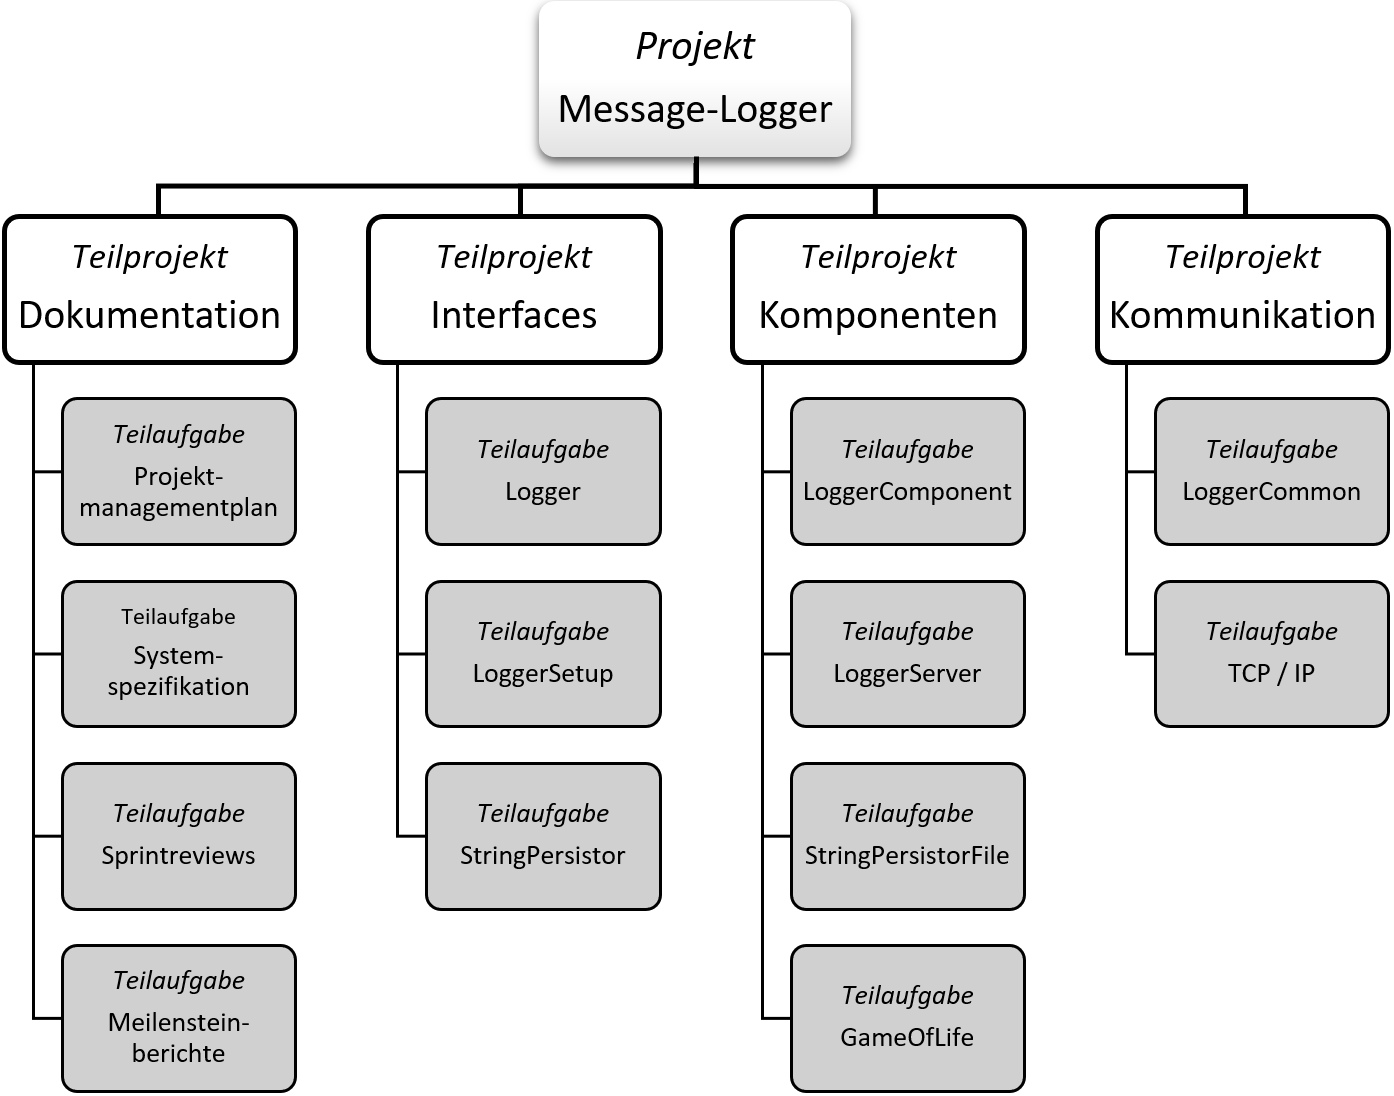 Projekt
Message-Logger
Teilprojekt
Dokumentation
Teilaufgabe
Projekt-
managementplan
Teilaufgabe
System-
spezifikation
Teilaufgabe
Sprintreviews
Teilaufgabe
Meilenstein-
berichte
Teilprojekt
Interfaces
Teilaufgabe
Logger
Teilaufgabe
LoggerSetup
Teilaufgabe
StringPersistor
Teilprojekt
Komponenten
Teilaufgabe
LoggerComponent
Teilaufgabe
LoggerServer
Teilaufgabe
StringPersistorFile
Teilaufgabe
GameOfLife
Teilprojekt
Kommunikation
Teilaufgabe
LoggerCommon
Teilaufgabe
TCP / IP